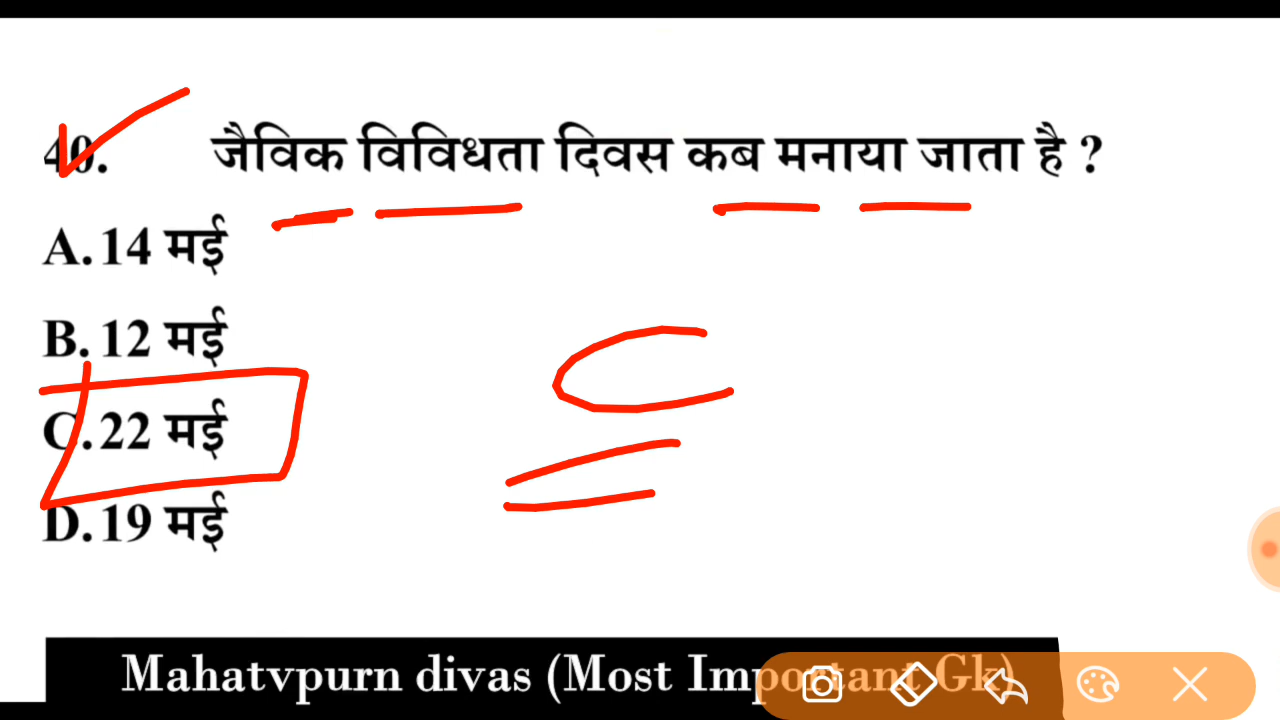 40. जैविक विविधता दिवस कब मनाया जाता है ?
A. 14 मई
B. 12 मई
C. 22 मई
C
D. 19 मई
Mahatvpurn divas (Most Important Gk)